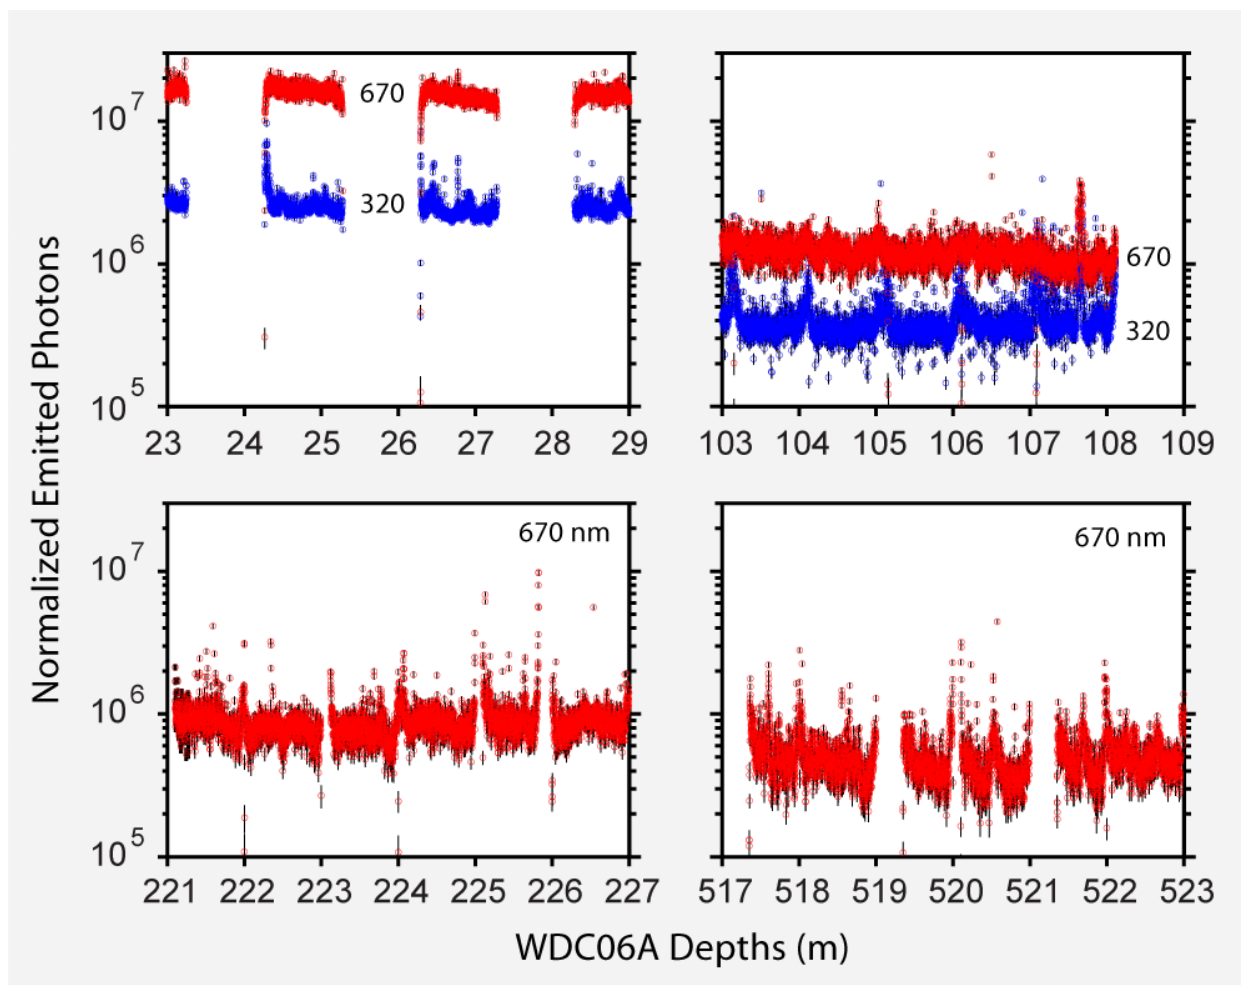 Normalized Emitted Photons
10^7
10^6
10^5
670
320
23 24 25 26 27 28 29
670
320
103 104 105 106 107 108 109
10^7
10^6
10^5
670 nm
221 222 223 224 225 226 227
670 nm
517 518 519 520 521 522 523
WDC06A Depths (m)